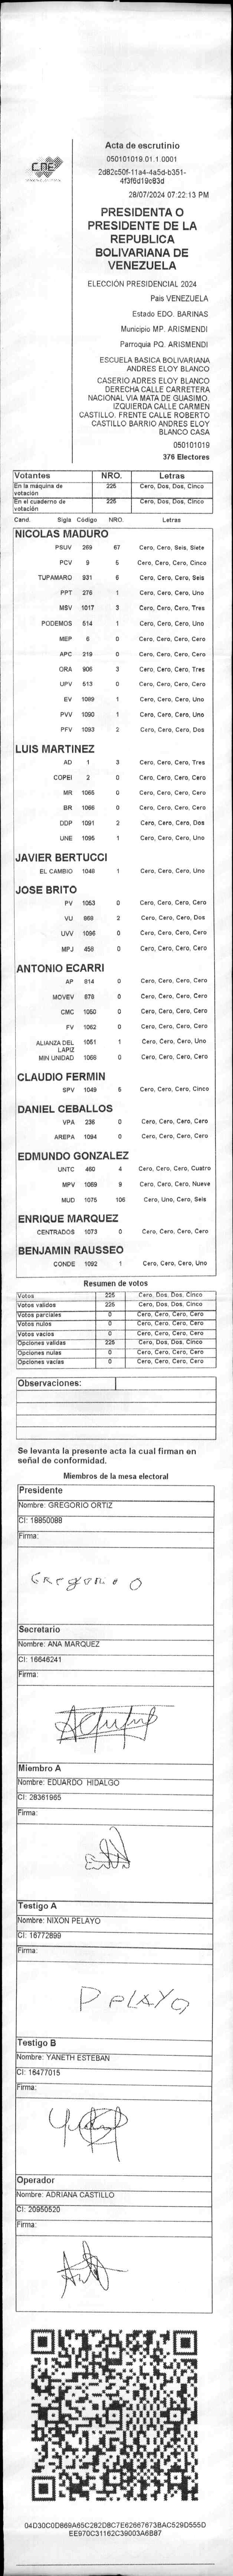 CNE
Acta de escrutinio
050101019.01.1.0001
2d82c50f-11a4-4a5d-b351-
4f3f6d19c83d
28/07/2024 07:22:13 PM
PRESIDENTA O
PRESIDENTE DE LA
REPUBLICA
BOLIVARIANA DE
VENEZUELA
ELECCIÓN PRESIDENCIAL 2024
País VENEZUELA
Estado EDO. BARINAS
Municipio MP. ARISMENDI
Parroquia PQ. ARISMENDI
ESCUELA BASICA BOLIVARIANA
ANDRES ELOY BLANCO
CASERIO ADRES ELOY BLANCO
DERECHA CALLE CARRETERA
NACIONAL VIA MATA DE GUASIMO.
IZQUIERDA CALLE CARMEN
CASTILLO. FRENTE CALLE ROBERTO
CASTILLO BARRIO ANDRES ELOY
BLANCO CASA
050101019
376 Electores
Votantes NRO. Letras
En la máquina de votación 225 Cero, Dos, Dos, Cinco
En el cuaderno de votación 225 Cero, Dos, Dos, Cinco
Cand. Sigla Código NRO. Letras
NICOLAS MADURO
PSUV 269 67 Cero, Cero, Seis, Siete
PCV 9 5 Cero, Cero, Cero, Cinco
TUPAMARO 931 6 Cero, Cero, Cero, Seis
PPT 276 1 Cero, Cero, Cero, Uno
MSV 1017 3 Cero, Cero, Cero, Tres
PODEMOS 514 1 Cero, Cero, Cero, Uno
MEP 6 0 Cero, Cero, Cero, Cero
APC 219 0 Cero, Cero, Cero, Cero
ORA 905 3 Cero, Cero, Cero, Tres
UPV 513 0 Cero, Cero, Cero, Cero
EV 1089 1 Cero, Cero, Cero, Uno
PVV 1090 1 Cero, Cero, Cero, Uno
PFV 1093 2 Cero, Cero, Cero, Dos
LUIS MARTINEZ
AD 1 3 Cero, Cero, Cero, Tres
COPEI 2 0 Cero, Cero, Cero, Cero
MR 1065 0 Cero, Cero, Cero, Cero
BR 1066 0 Cero, Cero, Cero, Cero
DDP 1091 2 Cero, Cero, Cero, Dos
UNE 1095 1 Cero, Cero, Cero, Uno
JAVIER BERTUCCI
EL CAMBIO 1048 1 Cero, Cero, Cero, Uno
JOSE BRITO
PV 1053 0 Cero, Cero, Cero, Cero
VU 868 2 Cero, Cero, Cero, Dos
UVV 1096 0 Cero, Cero, Cero, Cero
MPJ 458 0 Cero, Cero, Cero, Cero
ANTONIO ECARRI
AP 814 0 Cero, Cero, Cero, Cero
MOVEV 678 0 Cero, Cero, Cero, Cero
CMC 1050 0 Cero, Cero, Cero, Cero
FV 1052 0 Cero, Cero, Cero, Cero
ALIANZA DEL LAPIZ 1051 1 Cero, Cero, Cero, Uno
MIN UNIDAD 1068 0 Cero, Cero, Cero, Cero
CLAUDIO FERMIN
SPV 1049 5 Cero, Cero, Cero, Cinco
DANIEL CEBALLOS
VPA 236 0 Cero, Cero, Cero, Cero
AREPA 1094 0 Cero, Cero, Cero, Cero
EDMUNDO GONZALEZ
UNTC 460 4 Cero, Cero, Cero, Cuatro
MPV 1069 9 Cero, Cero, Cero, Nueve
MUD 1075 106 Cero, Uno, Cero, Seis
ENRIQUE MARQUEZ
CENTRADOS 1073 0 Cero, Cero, Cero, Cero
BENJAMIN RAUSSEO
CONDE 1092 1 Cero, Cero, Cero, Uno
Resumen de votos
Votos 225 Cero, Dos, Dos, Cinco
Votos validos 225 Cero, Dos, Dos, Cinco
Votos parciales 0 Cero, Cero, Cero, Cero
Votos nulos 0 Cero, Cero, Cero, Cero
Votos vacios 0 Cero, Cero, Cero, Cero
Opciones validas 225 Cero, Dos, Dos, Cinco
Opciones nulas 0 Cero, Cero, Cero, Cero
Opciones vacias 0 Cero, Cero, Cero, Cero
Observaciones:
Se levanta la presente acta la cual firman en
señal de conformidad.
Miembros de la mesa electoral
Presidente
Nombre: GREGORIO ORTIZ
CI: 18850088
Firma:
Gregorio O
Secretario
Nombre: ANA MARQUEZ
CI: 16646241
Firma:
Miembro A
Nombre: EDUARDO HIDALGO
CI: 28361965
Firma:
Testigo A
Nombre: NIXON PELAYO
CI: 16772899
Firma:
PELAYO
Testigo B
Nombre: YANETH ESTEBAN
CI: 16477015
Firma:
Operador
Nombre: ADRIANA CASTILLO
CI: 20950520
Firma:
04D30C0D869A65C282D8C7E62667673BAC529D555D
EE970C31162C39003A6B87